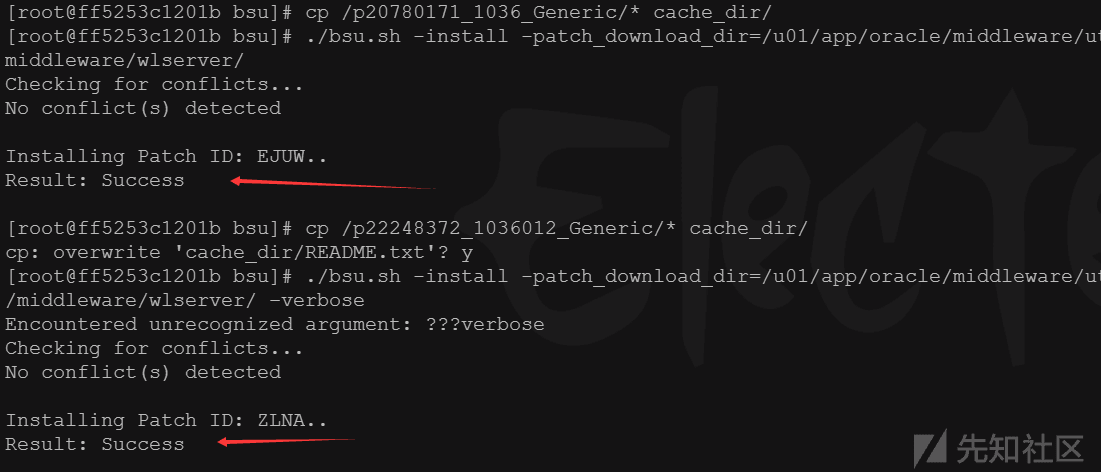 [root@ff5253c1201b bsu]# cp /p20780171_1036_Generic/* cache_dir/
[root@ff5253c1201b bsu]# ./bsu.sh -install -patch_download_dir=/u01/app/oracle/middleware/ut
middleware/wlserver/
Checking for conflicts...
No conflict(s) detected
Installing Patch ID: EJUW..
Result: Success
[root@ff5253c1201b bsu]# cp /p22248372_1036012_Generic/* cache_dir/
cp: overwrite 'cache_dir/README.txt'? y
[root@ff5253c1201b bsu]# ./bsu.sh -install -patch_download_dir=/u01/app/oracle/middleware/ut
/middleware/wlserver/ –verbose
Encountered unrecognized argument: ???verbose
Checking for conflicts...
No conflict(s) detected
Installing Patch ID: ZLNA..
Result: Success
Electe
先知社区